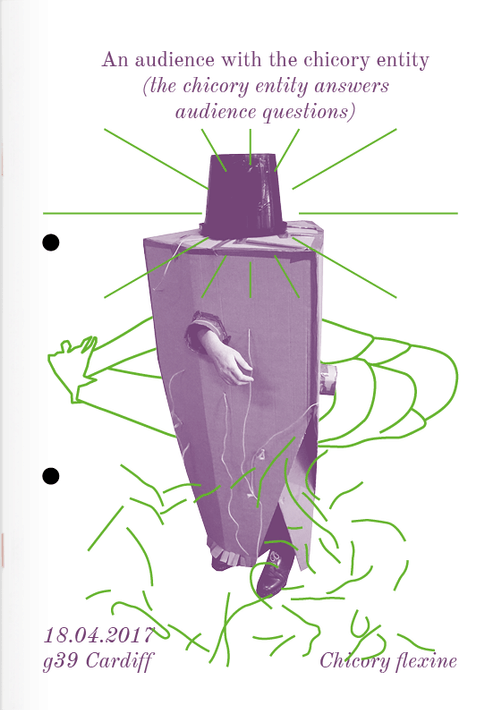 An audience with the chicory entity
(the chicory entity answers
audience questions)
18.04.2017
g39 Cardiff
Chicory flexine